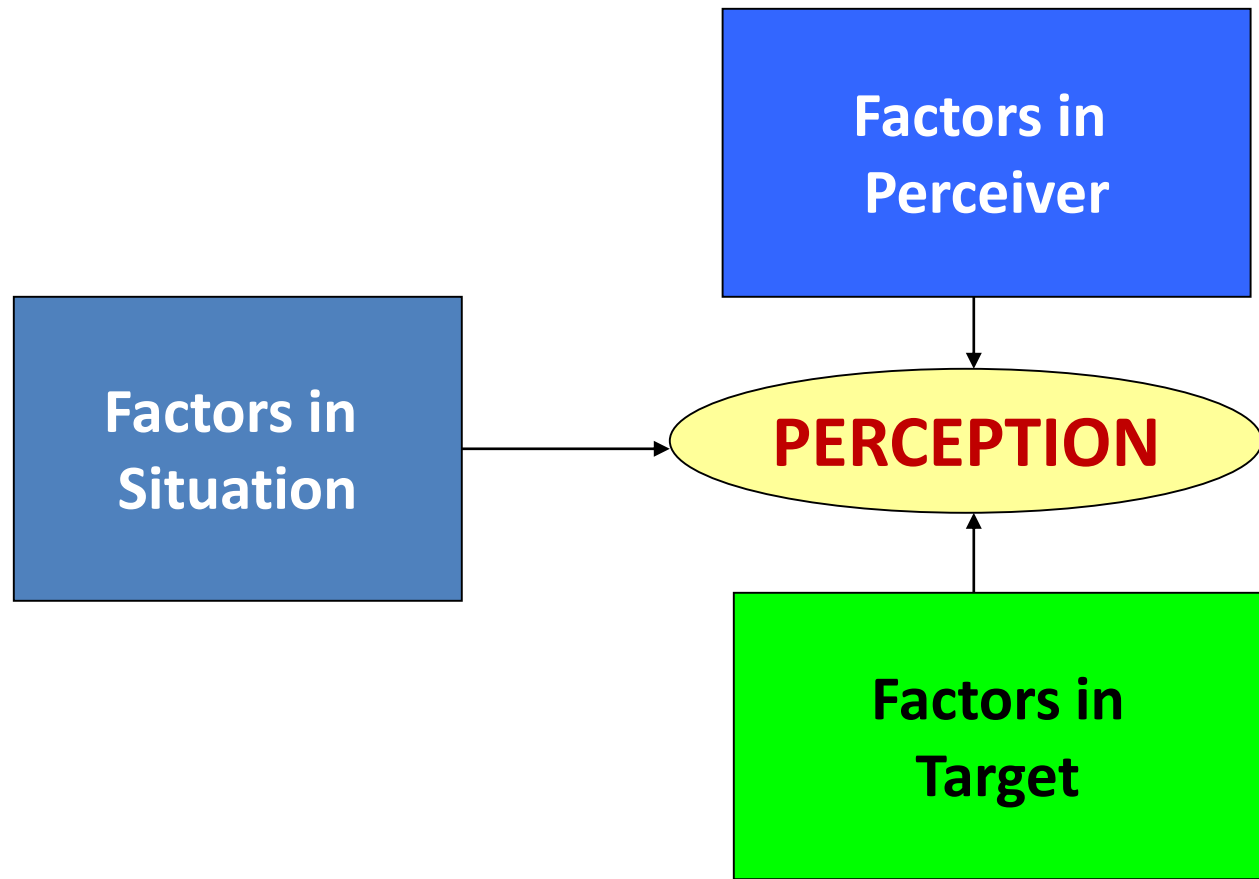 Factors in
Perceiver
Factors in
Situation
PERCEPTION
Factors in
Target